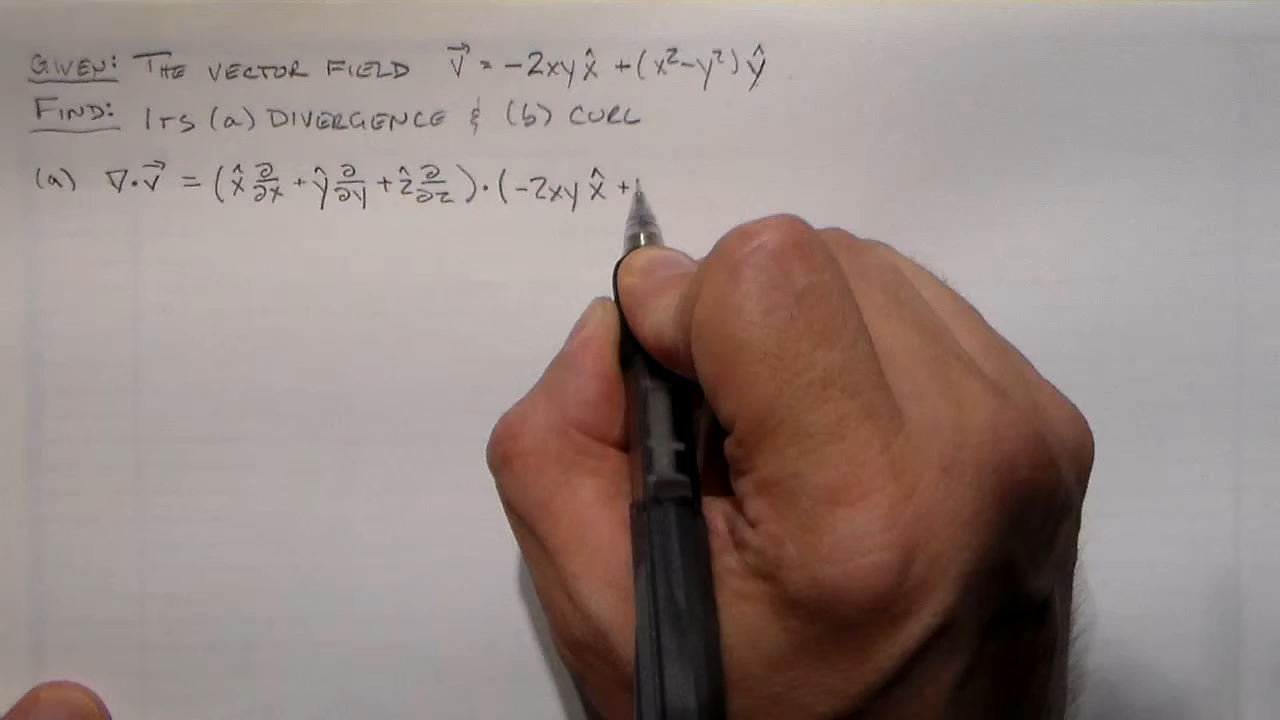 GIVEN: THE VECTOR FIELD v⃗ = -2xy x̂ + (x²-y²) ŷ
FIND: ITS (a) DIVERGENCE & (b) CURL
(a) ∇·v⃗ = (x̂ ∂/∂x + ŷ ∂/∂y + ẑ ∂/∂z)·(-2xy x̂ +